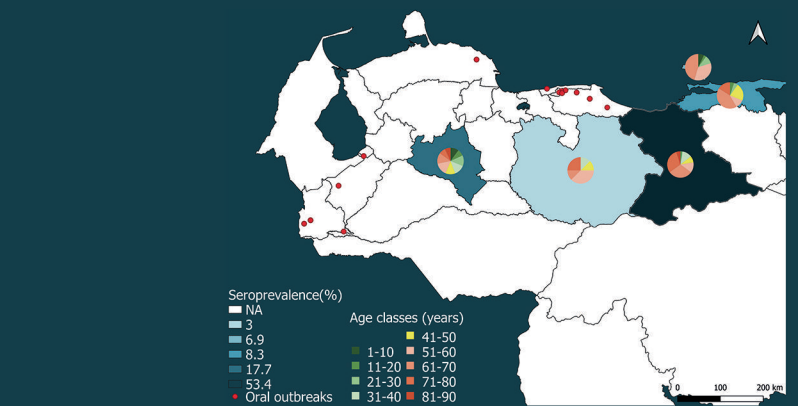 Seroprevalence(%)
NA
3
6.9
8.3
17.7
53.4
Oral outbreaks
Age classes (years)
1-10
11-20
21-30
31-40
41-50
51-60
61-70
71-80
81-90
0 100 200 km